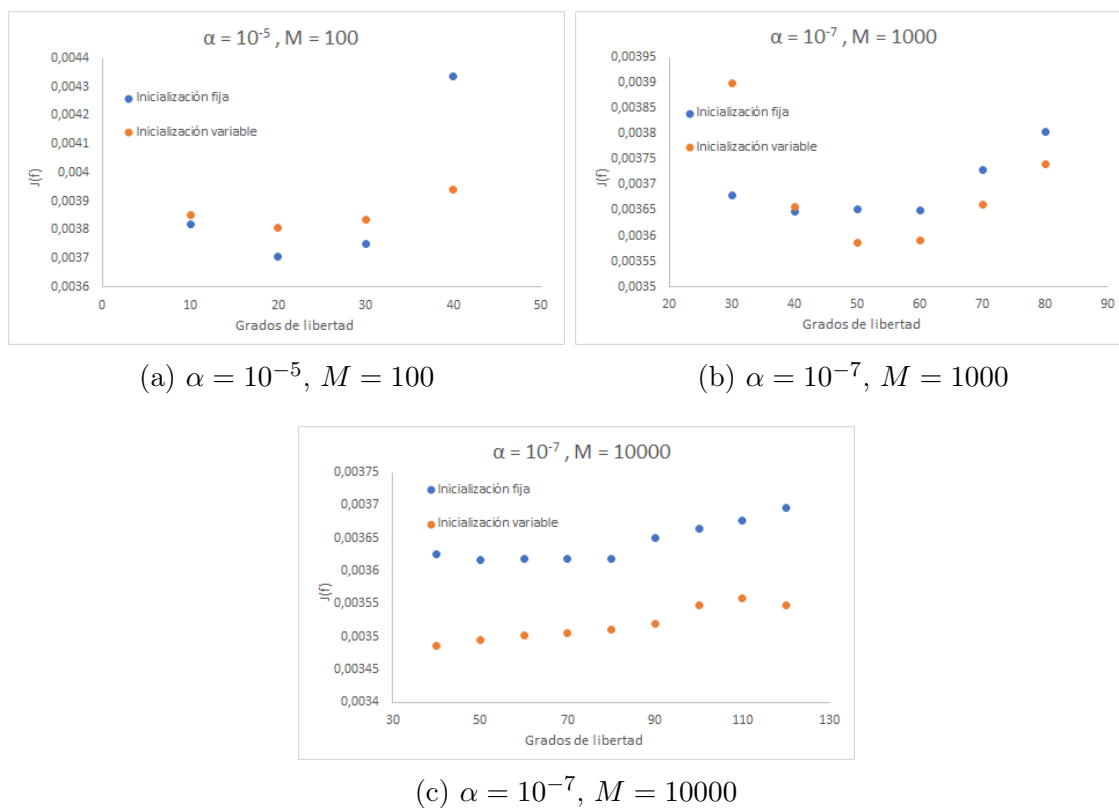 α = 10⁻⁵ , M = 100
0,0044
0,0043
0,0042
0,0041
0,004
0,0039
0,0038
0,0037
0,0036
J(f)
Inicialización fija
Inicialización variable
0 10 20 30 40 50
Grados de libertad
(a) α = 10⁻⁵, M = 100
α = 10⁻⁷ , M = 1000
0,00395
0,0039
0,00385
0,0038
0,00375
0,0037
0,00365
0,0036
0,00355
0,0035
J(f)
Inicialización fija
Inicialización variable
20 30 40 50 60 70 80 90
Grados de libertad
(b) α = 10⁻⁷, M = 1000
α = 10⁻⁷ , M = 10000
0,00375
0,0037
0,00365
0,0036
0,00355
0,0035
0,00345
0,0034
J(f)
Inicialización fija
Inicialización variable
30 50 70 90 110 130
Grados de libertad
(c) α = 10⁻⁷, M = 10000